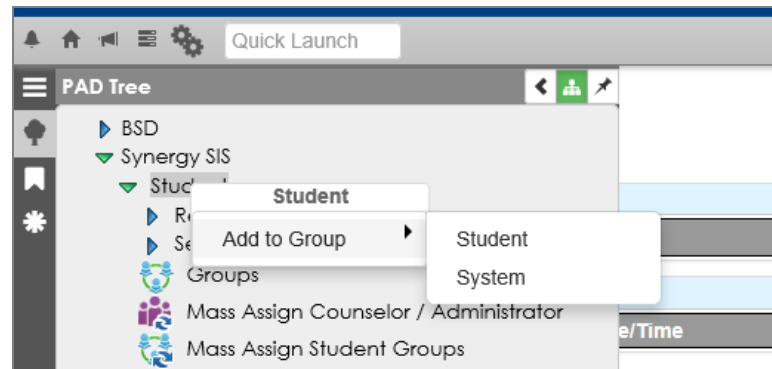 Quick Launch
PAD Tree
BSD
Synergy SIS
Student
Add to Group
Student
System
Groups
Mass Assign Counselor / Administrator
Mass Assign Student Groups
e/Time